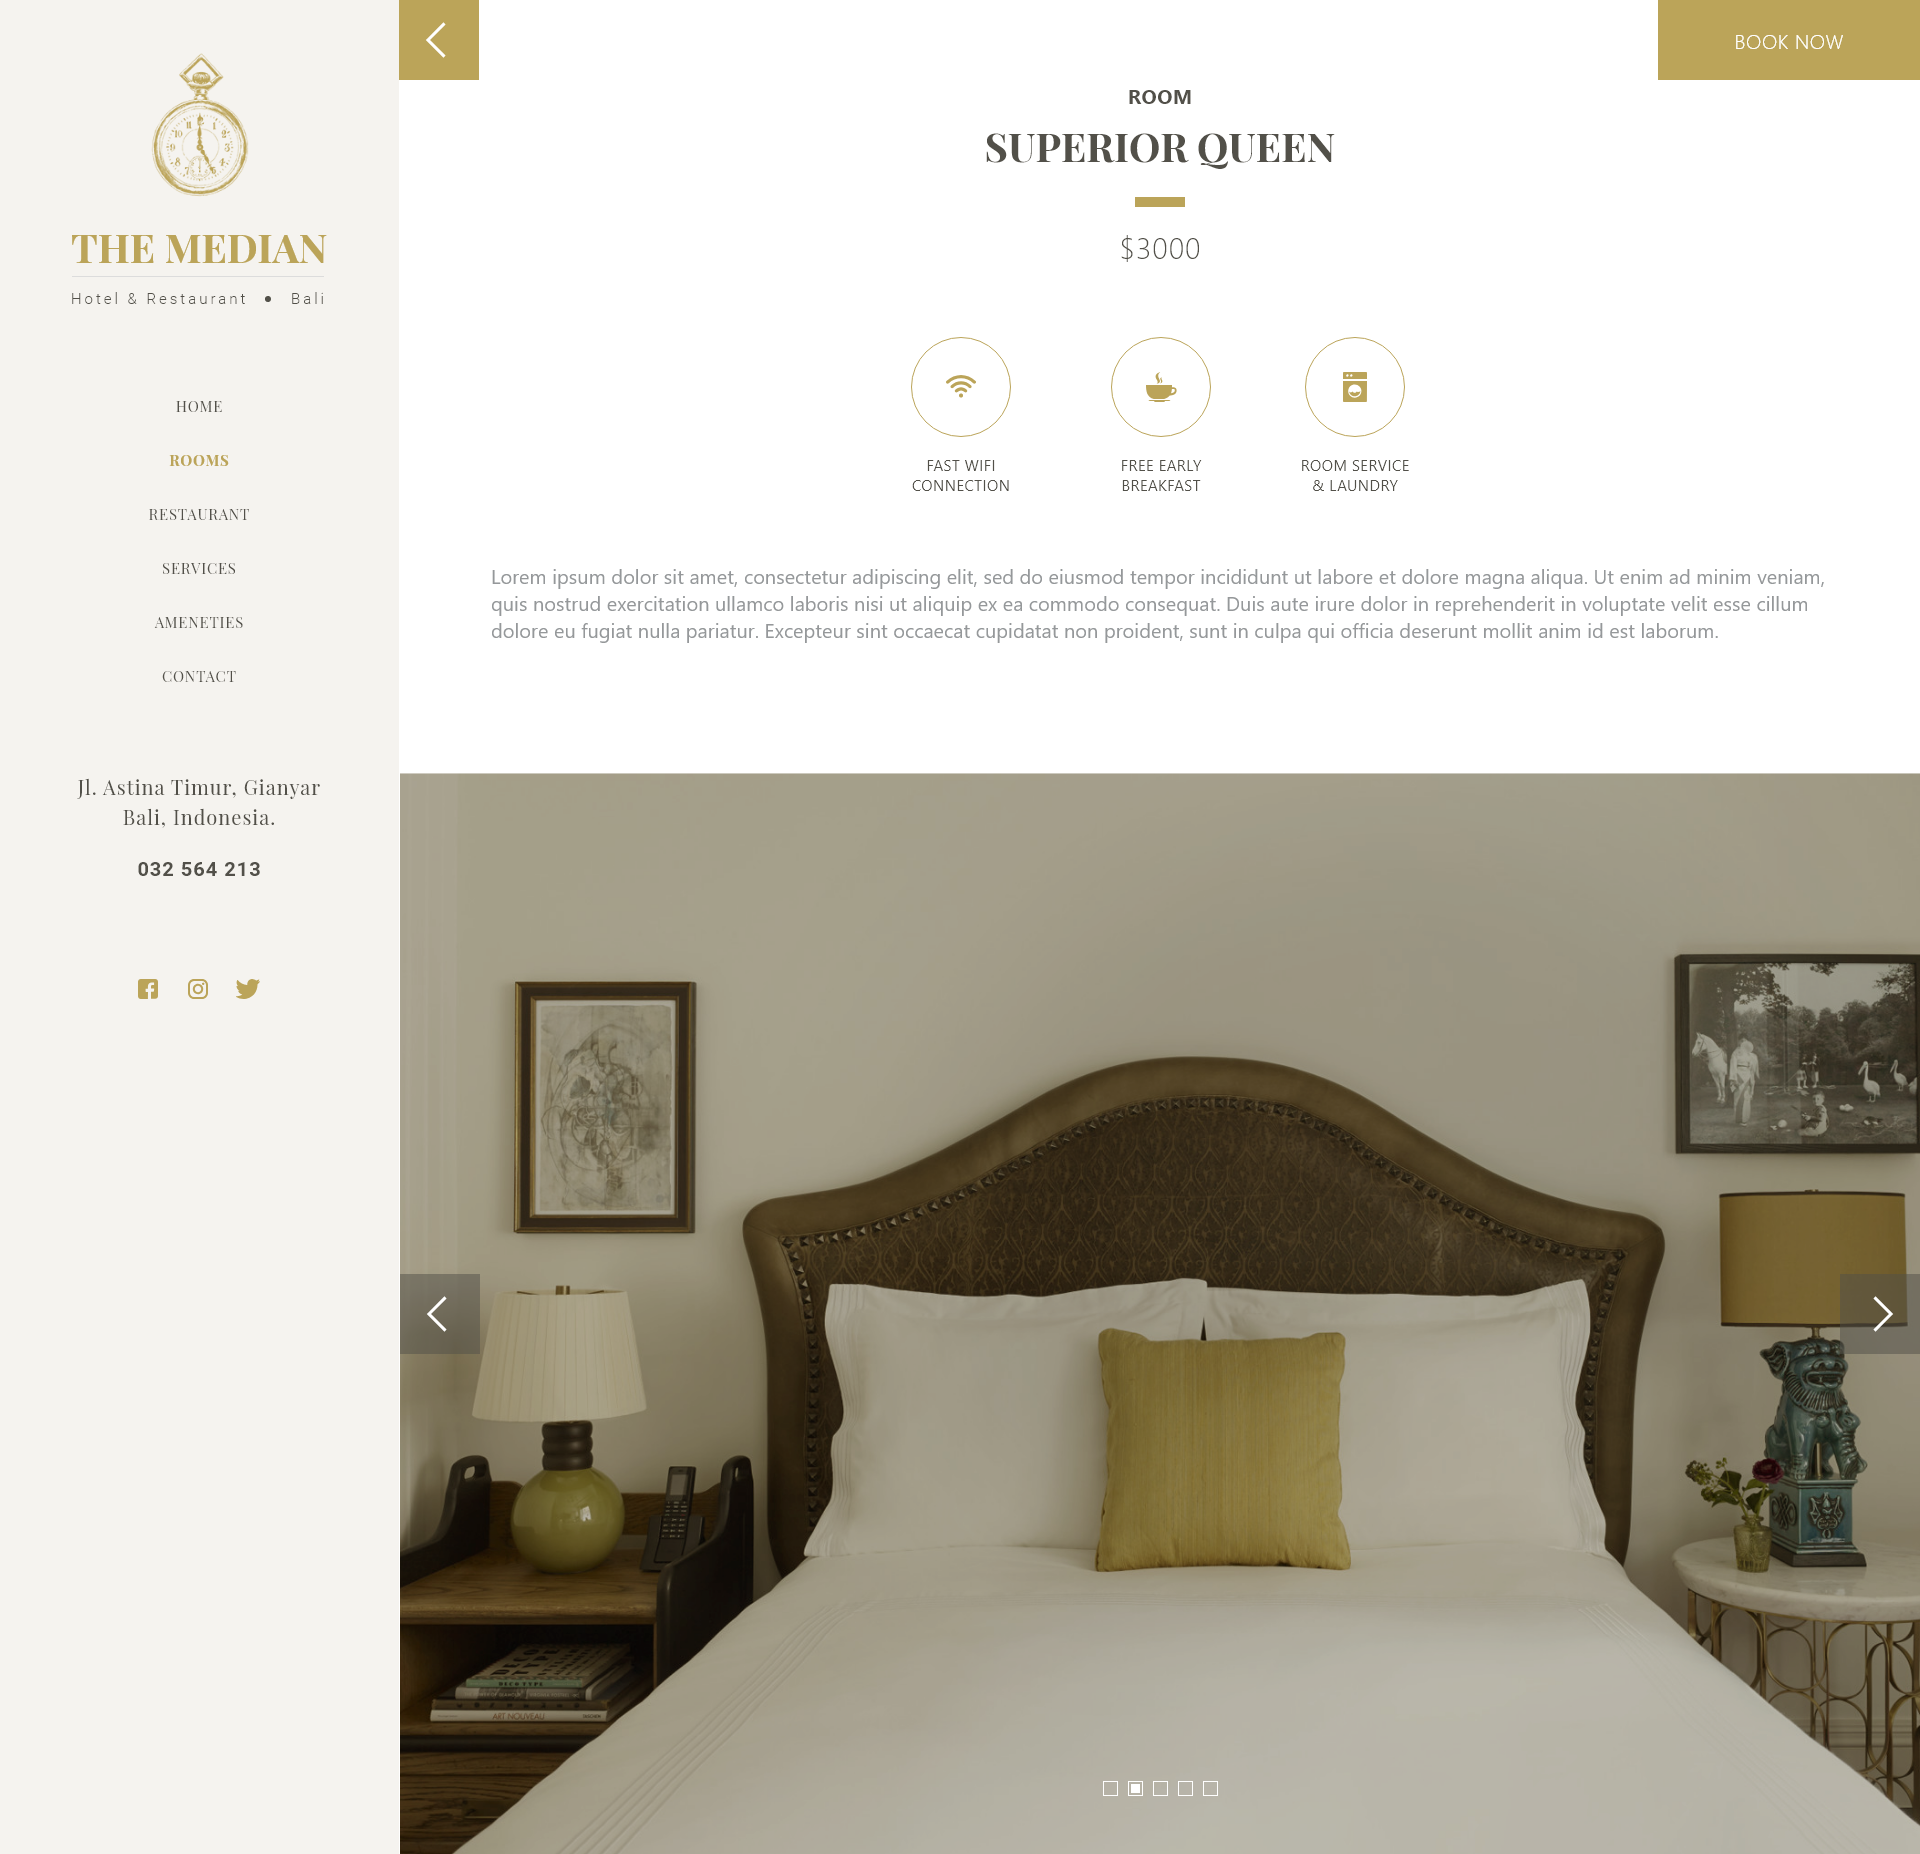 THE MEDIAN
Hotel & Restaurant • Bali
HOME
ROOMS
RESTAURANT
SERVICES
AMENETIES
CONTACT
Jl. Astina Timur, Gianyar
Bali, Indonesia.
032 564 213
BOOK NOW
ROOM
SUPERIOR QUEEN
$3000
FAST WIFI
CONNECTION
FREE EARLY
BREAKFAST
ROOM SERVICE
& LAUNDRY
Lorem ipsum dolor sit amet, consectetur adipiscing elit, sed do eiusmod tempor incididunt ut labore et dolore magna aliqua. Ut enim ad minim veniam,
quis nostrud exercitation ullamco laboris nisi ut aliquip ex ea commodo consequat. Duis aute irure dolor in reprehenderit in voluptate velit esse cillum
dolore eu fugiat nulla pariatur. Excepteur sint occaecat cupidatat non proident, sunt in culpa qui officia deserunt mollit anim id est laborum.
DECO TYPE
ART NOUVEAU